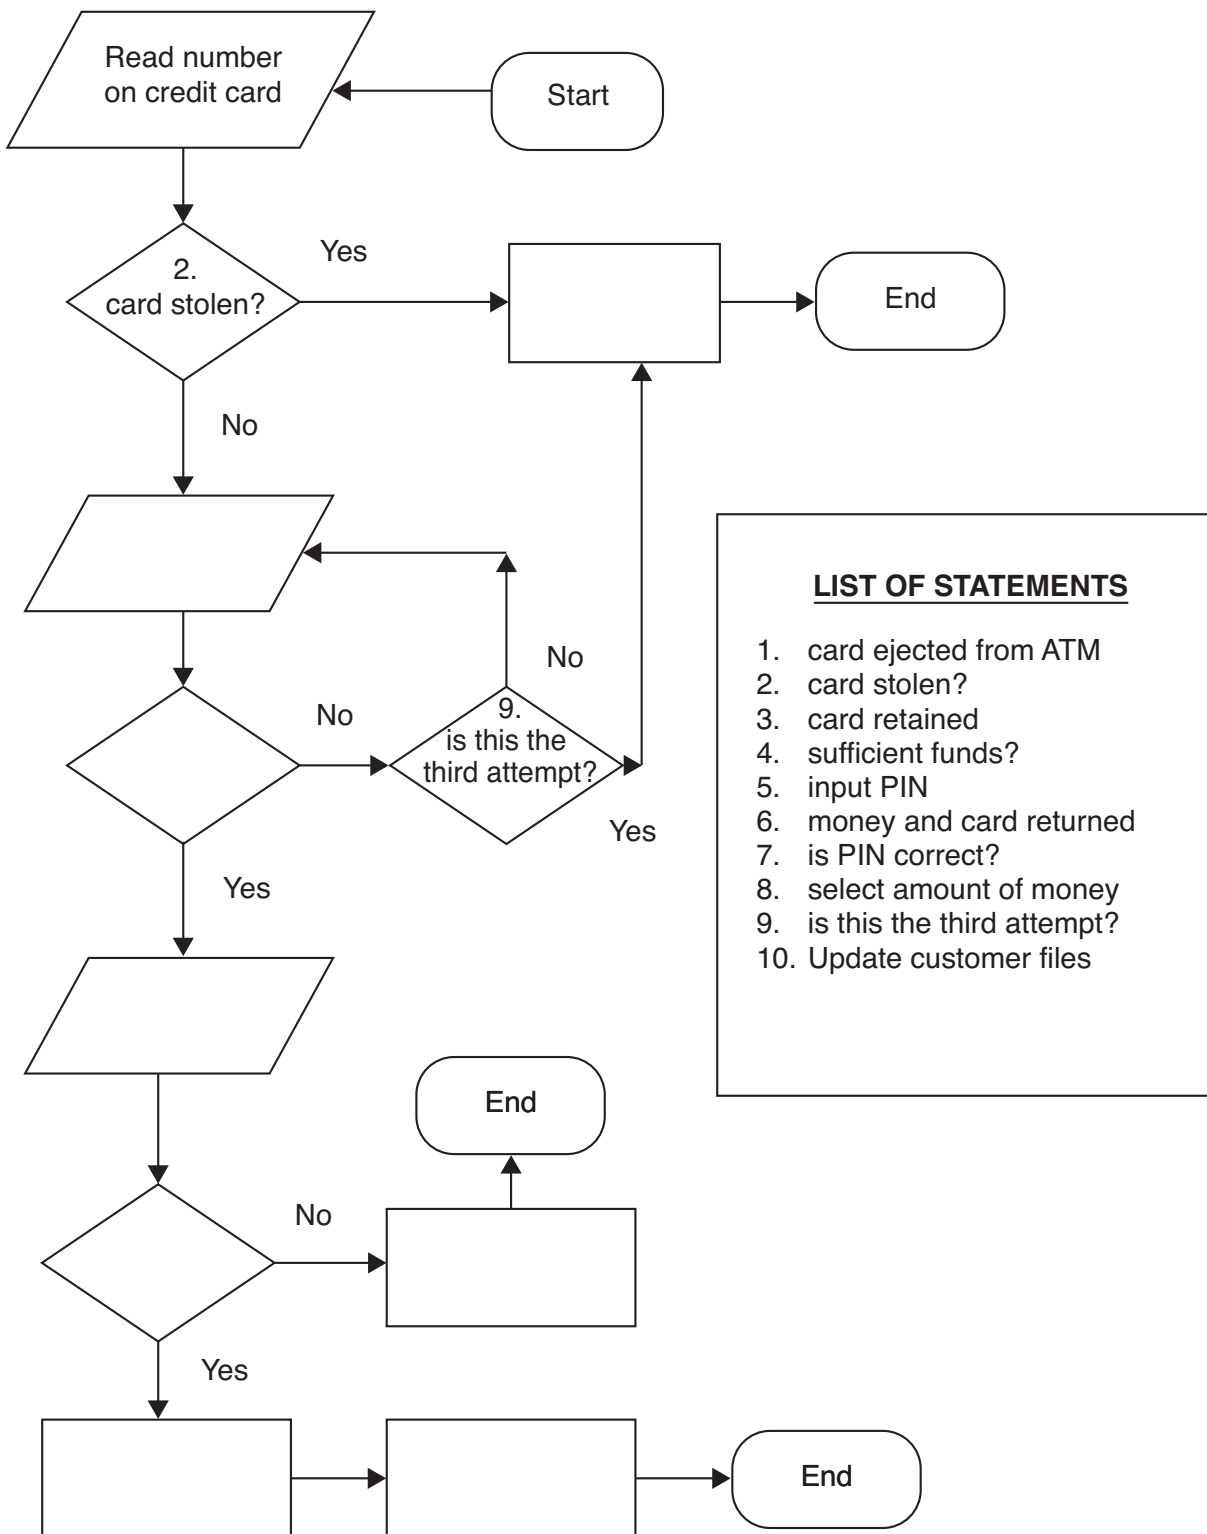 Read number
on credit card
Start
2.
card stolen?
Yes
End
No
No
9.
is this the
third attempt?
No
Yes
Yes
LIST OF STATEMENTS
1. card ejected from ATM
2. card stolen?
3. card retained
4. sufficient funds?
5. input PIN
6. money and card returned
7. is PIN correct?
8. select amount of money
9. is this the third attempt?
10. Update customer files
End
No
Yes
End